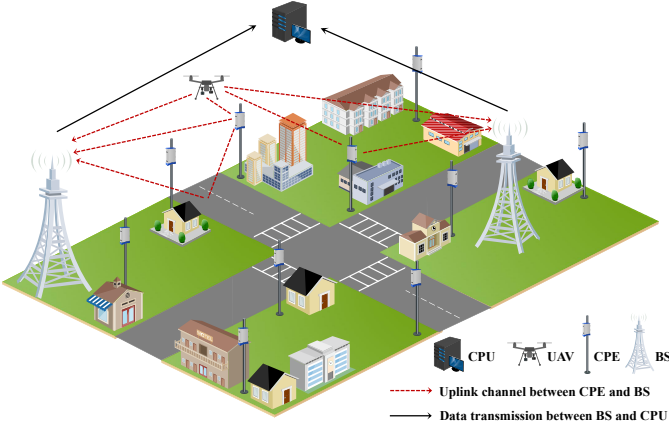 CPU UAV CPE BS
Uplink channel between CPE and BS
Data transmission between BS and CPU